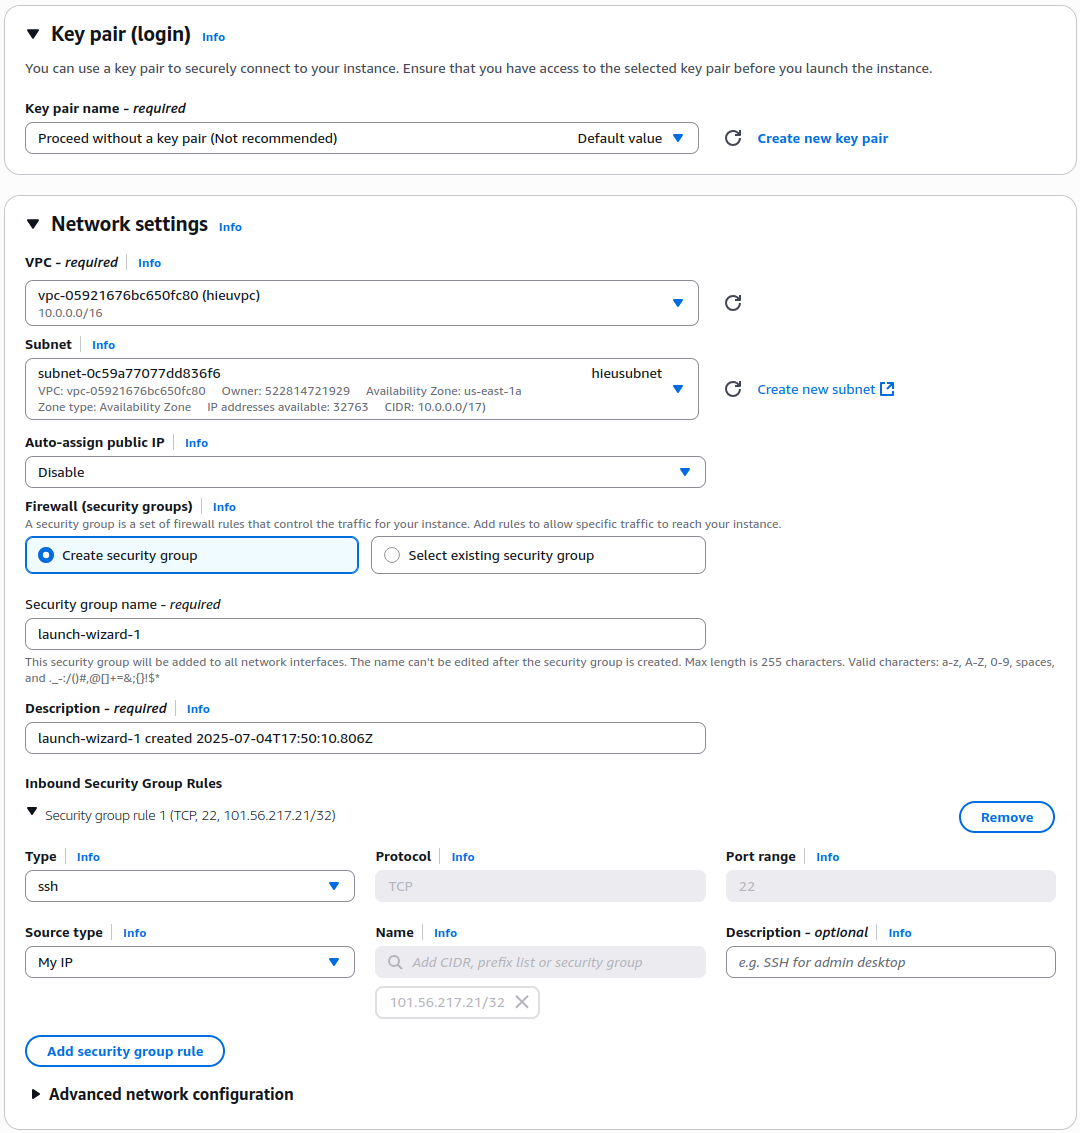 Key pair (login) Info
You can use a key pair to securely connect to your instance. Ensure that you have access to the selected key pair before you launch the instance.
Key pair name - required
Proceed without a key pair (Not recommended) Default value
Create new key pair
Network settings Info
VPC - required Info
vpc-05921676bc650fc80 (hieuvpc)
10.0.0.0/16
Subnet Info
subnet-0c59a77077dd836f6 hieusubnet
VPC: vpc-05921676bc650fc80 Owner: 522814721929 Availability Zone: us-east-1a
Zone type: Availability Zone IP addresses available: 32763 CIDR: 10.0.0.0/17)
Create new subnet
Auto-assign public IP Info
Disable
Firewall (security groups) Info
A security group is a set of firewall rules that control the traffic for your instance. Add rules to allow specific traffic to reach your instance.
Create security group Select existing security group
Security group name - required
launch-wizard-1
This security group will be added to all network interfaces. The name can't be edited after the security group is created. Max length is 255 characters. Valid characters: a-z, A-Z, 0-9, spaces,
and ._-:/()#,@[]+=&;{}!$*
Description - required Info
launch-wizard-1 created 2025-07-04T17:50:10.806Z
Inbound Security Group Rules
Security group rule 1 (TCP, 22, 101.56.217.21/32)
Remove
Type Info Protocol Info Port range Info
ssh TCP 22
Source type Info Name Info Description - optional Info
My IP Add CIDR, prefix list or security group e.g. SSH for admin desktop
101.56.217.21/32
Add security group rule
Advanced network configuration